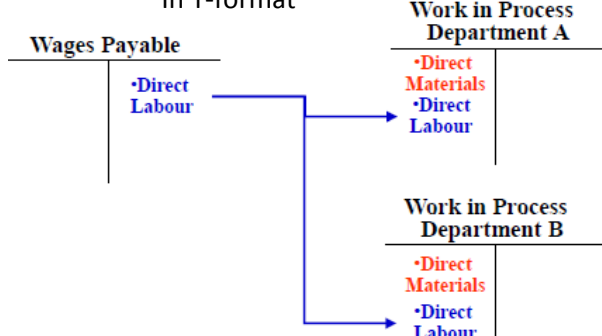 in T-format
Wages Payable
•Direct
Labour
Work in Process
Department A
•Direct
Materials
•Direct
Labour
Work in Process
Department B
•Direct
Materials
•Direct
Labour